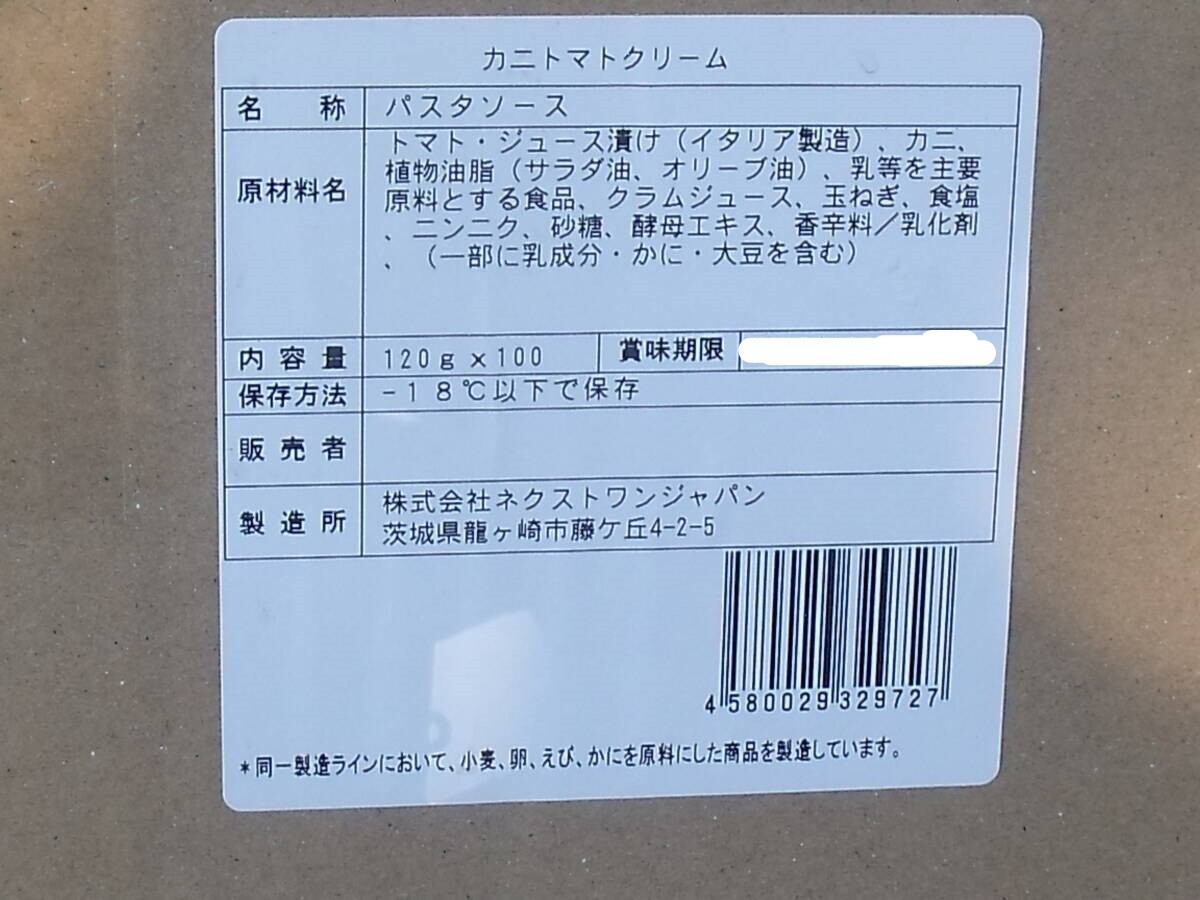 カニトマトクリーム
名称 パスタソース
原材料名 トマト・ジュース漬け（イタリア製造）、カニ、
植物油脂（サラダ油、オリーブ油）、乳等を主要
原料とする食品、クラムジュース、玉ねぎ、食塩
、ニンニク、砂糖、酵母エキス、香辛料／乳化剤
、（一部に乳成分・かに・大豆を含む）
内容量 120g x 100 賞味期限
保存方法 -18℃以下で保存
販売者
製造所 株式会社ネクストワンジャパン
茨城県龍ヶ崎市藤ケ丘4-2-5
4 580029 329727
*同一製造ラインにおいて、小麦、卵、えび、かにを原料にした商品を製造しています。